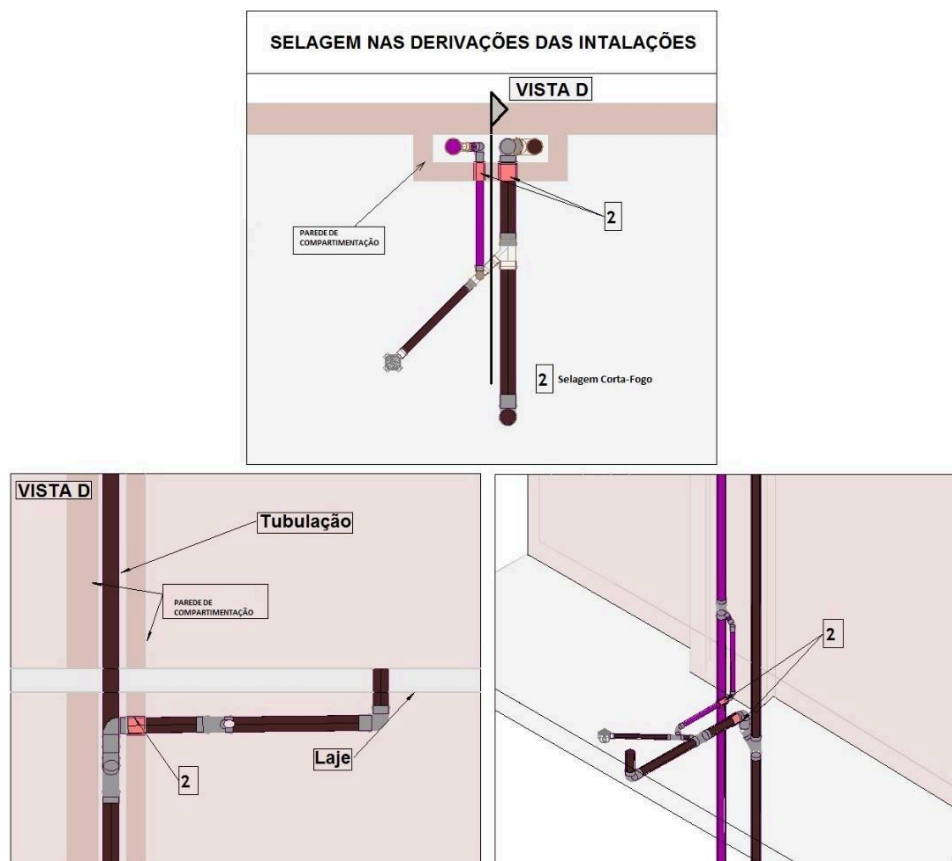 SELAGEM NAS DERIVAÇÕES DAS INTALAÇÕES
VISTA D
PAREDE DE
COMPARTIMENTAÇÃO
2
2 Selagem Corta-Fogo
VISTA D
Tubulação
PAREDE DE
COMPARTIMENTAÇÃO
2
Laje
2